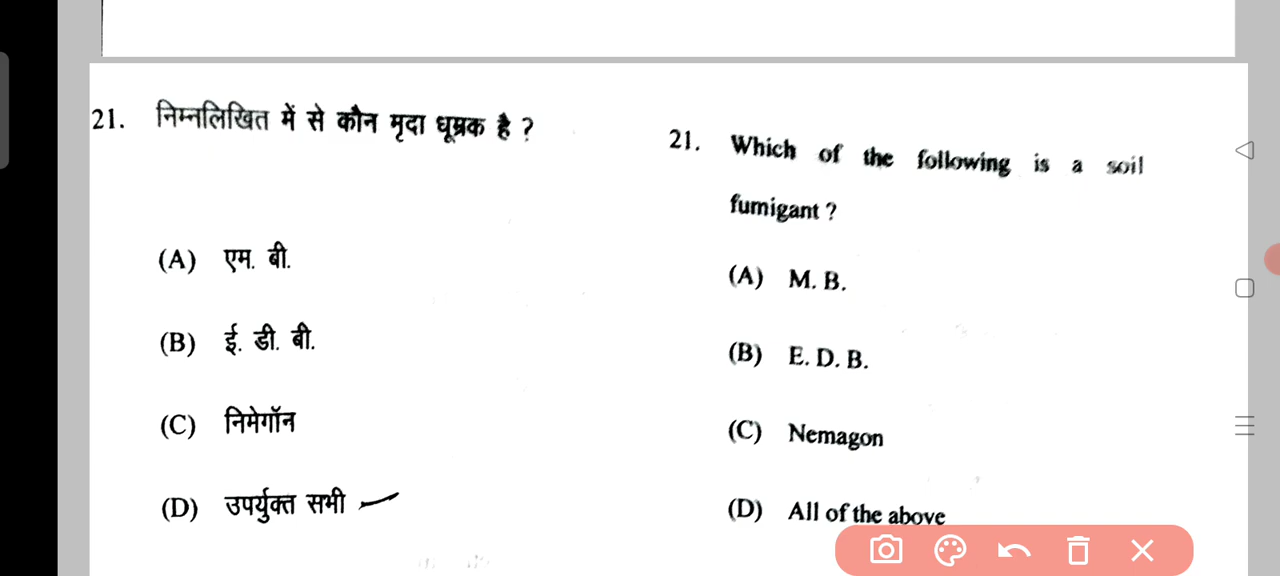 21. निम्नलिखित में से कौन मृदा धूम्रक है ?
(A) एम. बी.
(B) ई. डी. बी.
(C) निमेगॉन
(D) उपर्युक्त सभी
21. Which of the following is a soil
fumigant ?
(A) M. B.
(B) E. D. B.
(C) Nemagon
(D) All of the above